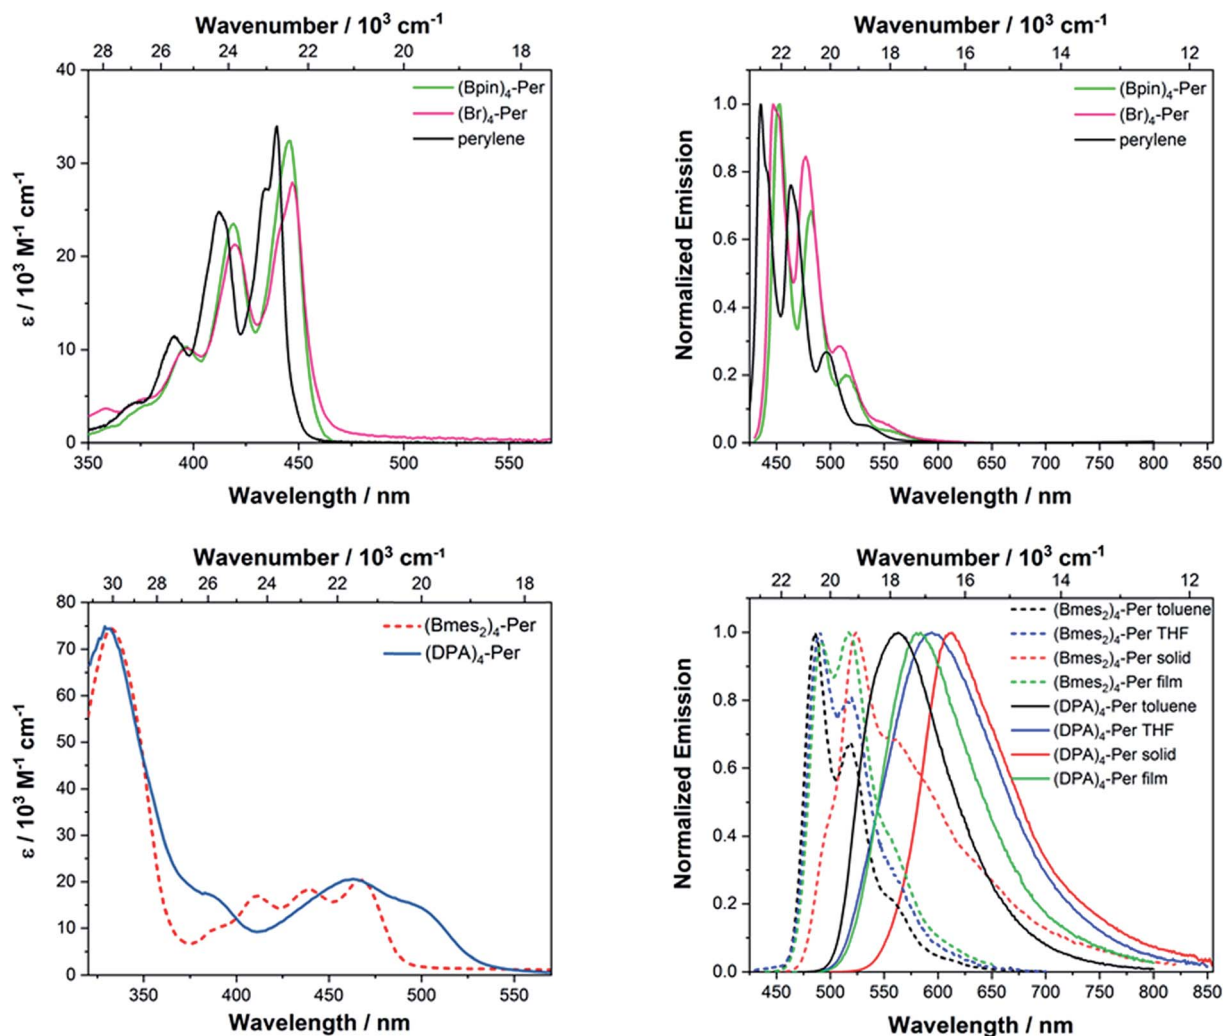 Wavenumber / 10³ cm⁻¹
28 26 24 22 20 18
ε / 10³ M⁻¹ cm⁻¹
40
30
20
10
0
(Bpin)₄-Per
(Br)₄-Per
perylene
350 400 450 500 550
Wavelength / nm
Wavenumber / 10³ cm⁻¹
22 20 18 16 14 12
Normalized Emission
1.0
0.8
0.6
0.4
0.2
0.0
(Bpin)₄-Per
(Br)₄-Per
perylene
450 500 550 600 650 700 750 800 850
Wavelength / nm
Wavenumber / 10³ cm⁻¹
30 28 26 24 22 20 18
ε / 10³ M⁻¹ cm⁻¹
80
70
60
50
40
30
20
10
0
(Bmes₂)₄-Per
(DPA)₄-Per
350 400 450 500 550
Wavelength / nm
Wavenumber / 10³ cm⁻¹
22 20 18 16 14 12
Normalized Emission
1.0
0.8
0.6
0.4
0.2
0.0
(Bmes₂)₄-Per toluene
(Bmes₂)₄-Per THF
(Bmes₂)₄-Per solid
(Bmes₂)₄-Per film
(DPA)₄-Per toluene
(DPA)₄-Per THF
(DPA)₄-Per solid
(DPA)₄-Per film
450 500 550 600 650 700 750 800 850
Wavelength / nm